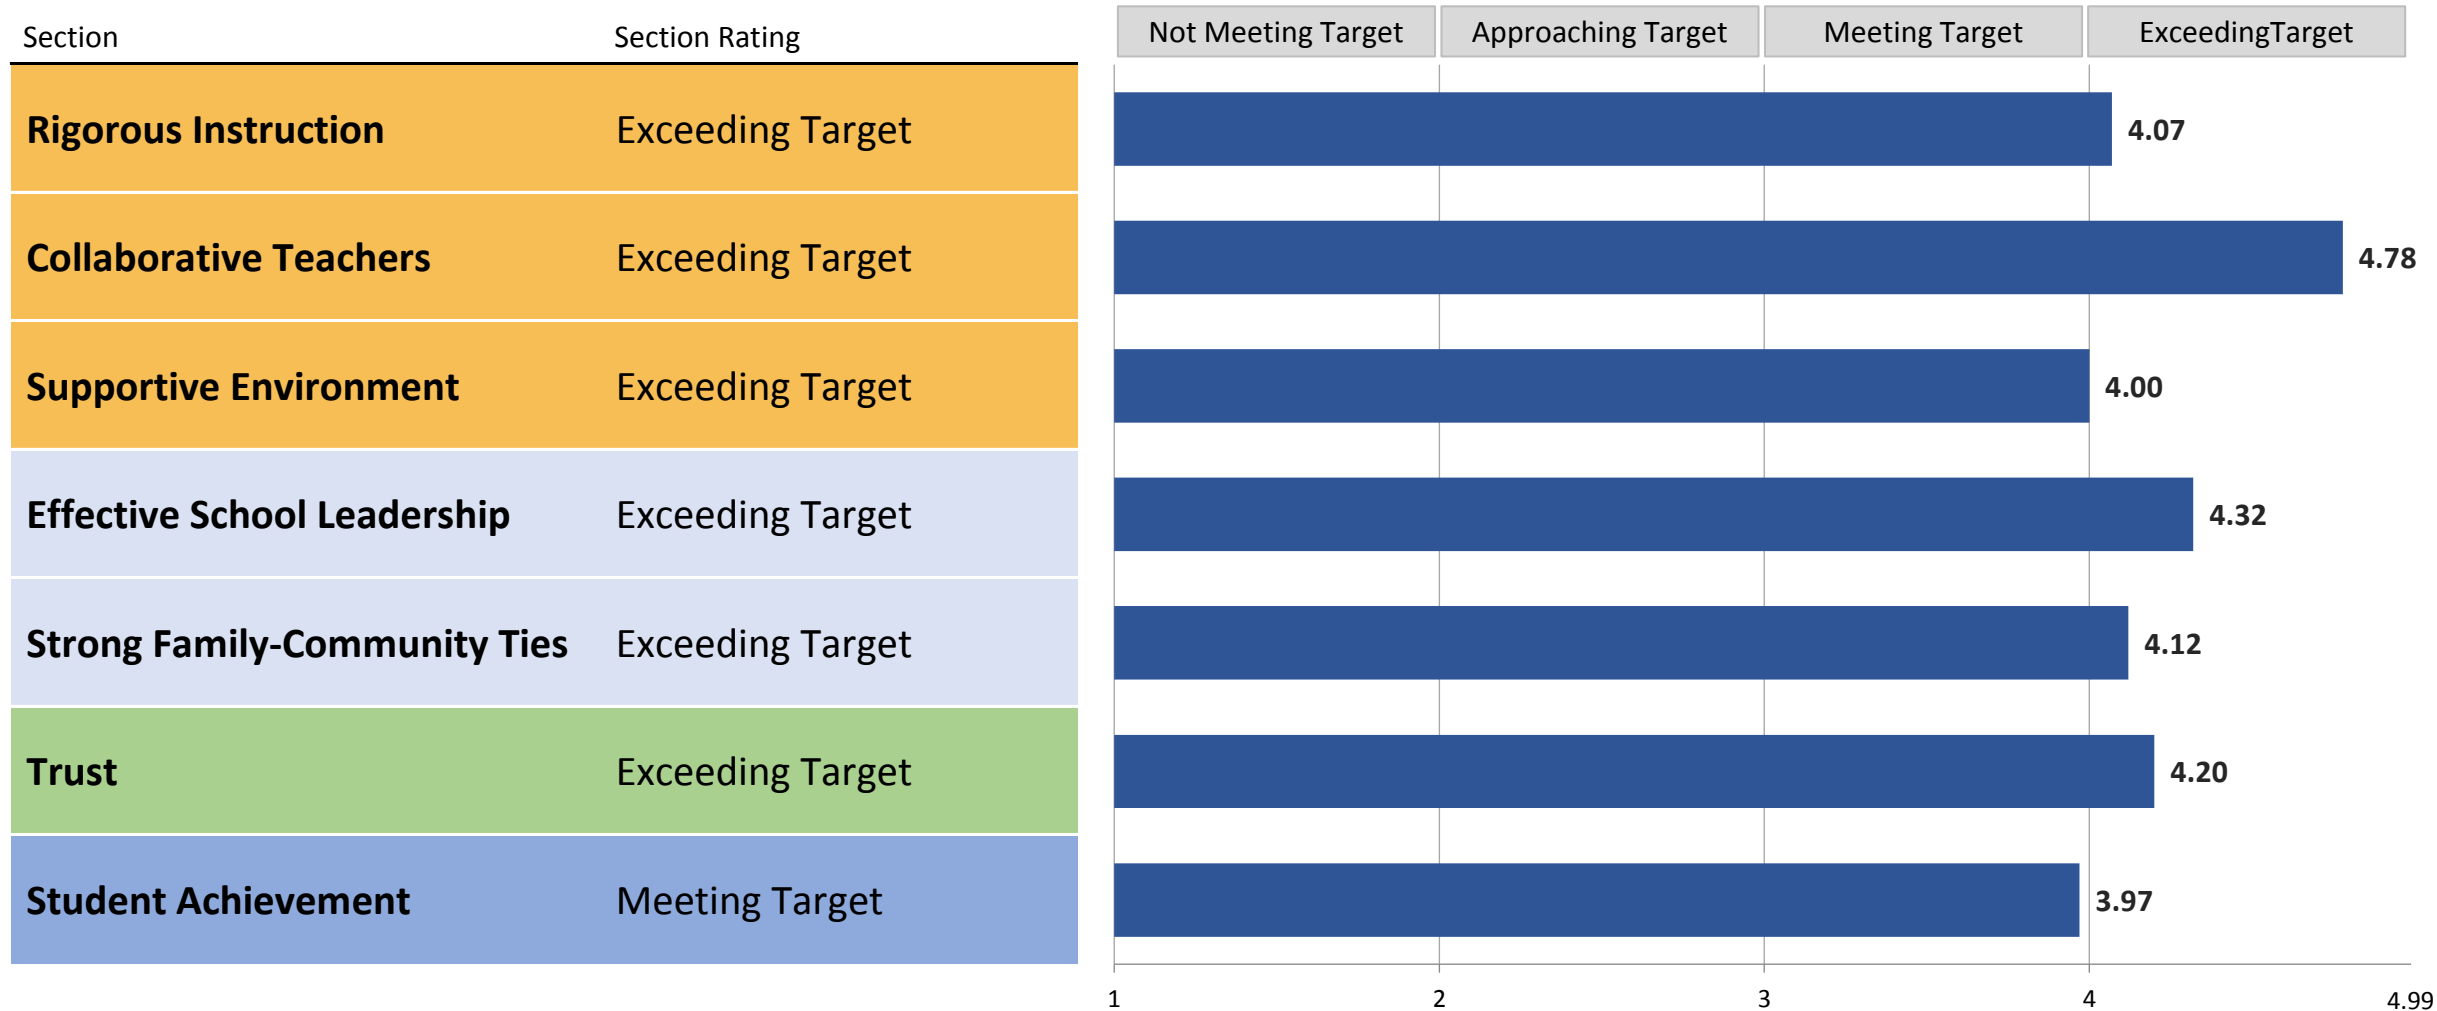 Section Section Rating Not Meeting Target Approaching Target Meeting Target ExceedingTarget
Rigorous Instruction Exceeding Target 4.07
Collaborative Teachers Exceeding Target 4.78
Supportive Environment Exceeding Target 4.00
Effective School Leadership Exceeding Target 4.32
Strong Family-Community Ties Exceeding Target 4.12
Trust Exceeding Target 4.20
Student Achievement Meeting Target 3.97
1 2 3 4 4.99